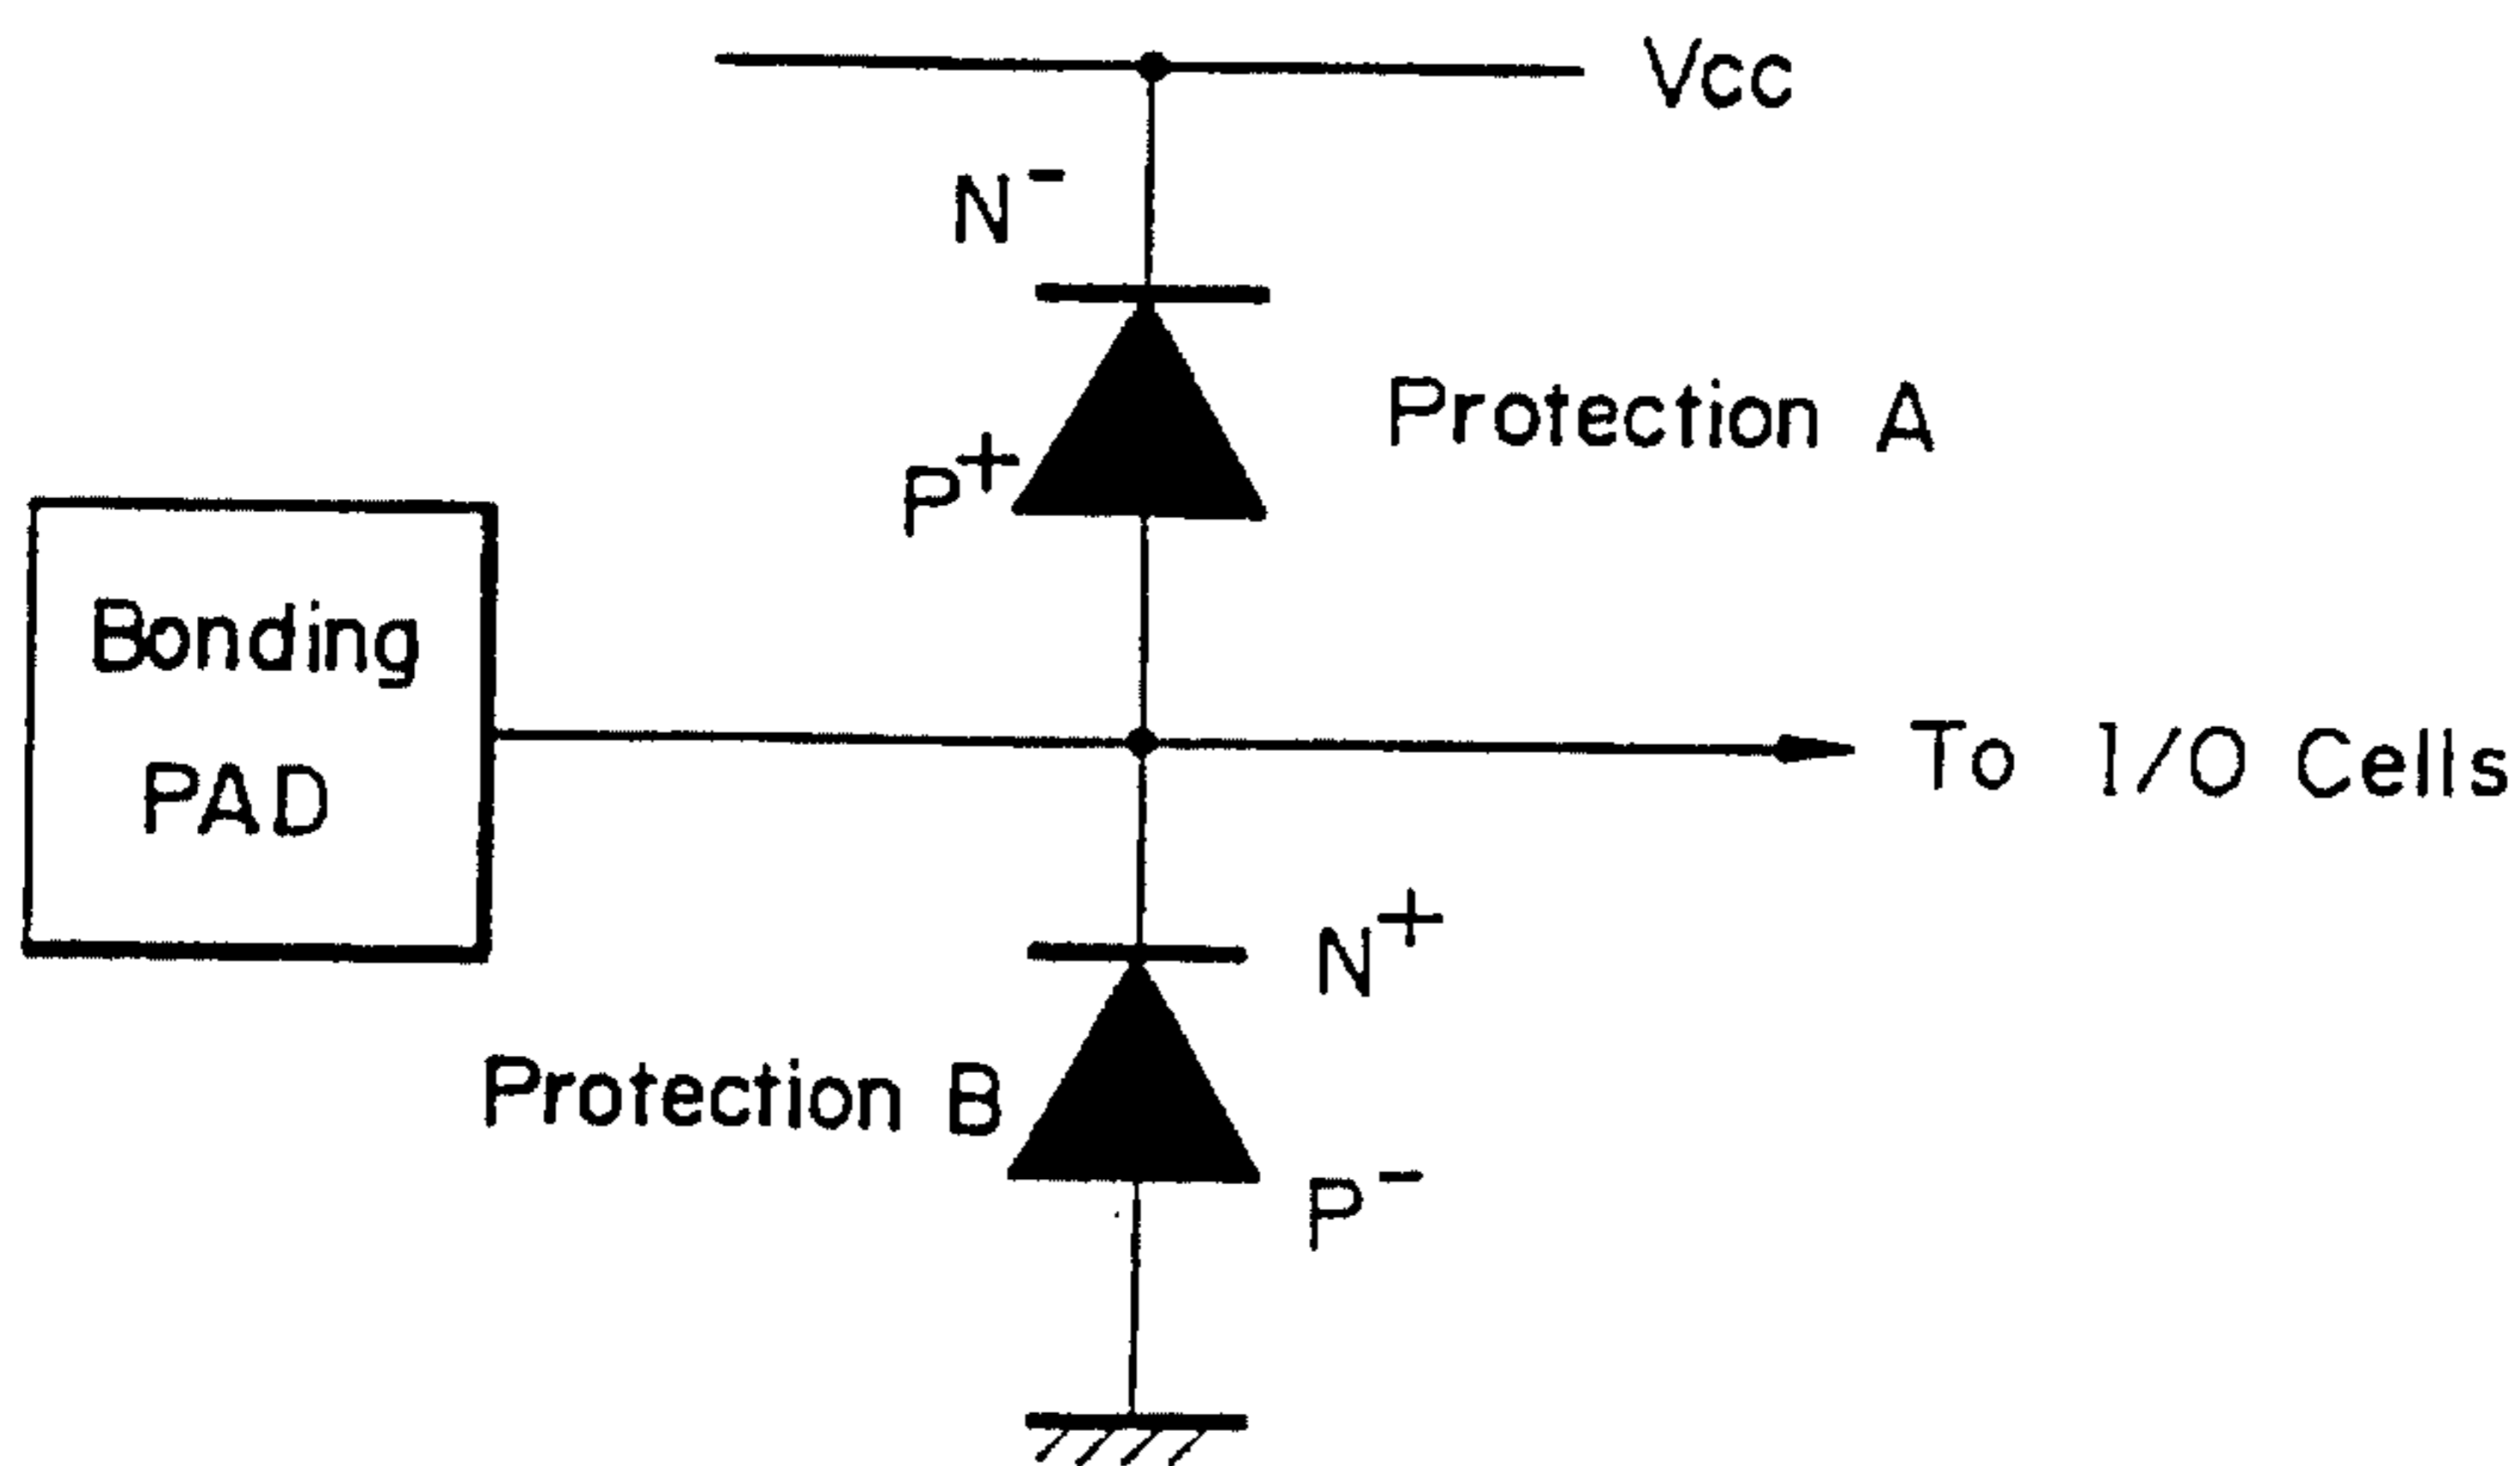 Vcc
N-
Protection A
P+
Bonding
PAD
To I/O Cells
N+
Protection B
P-